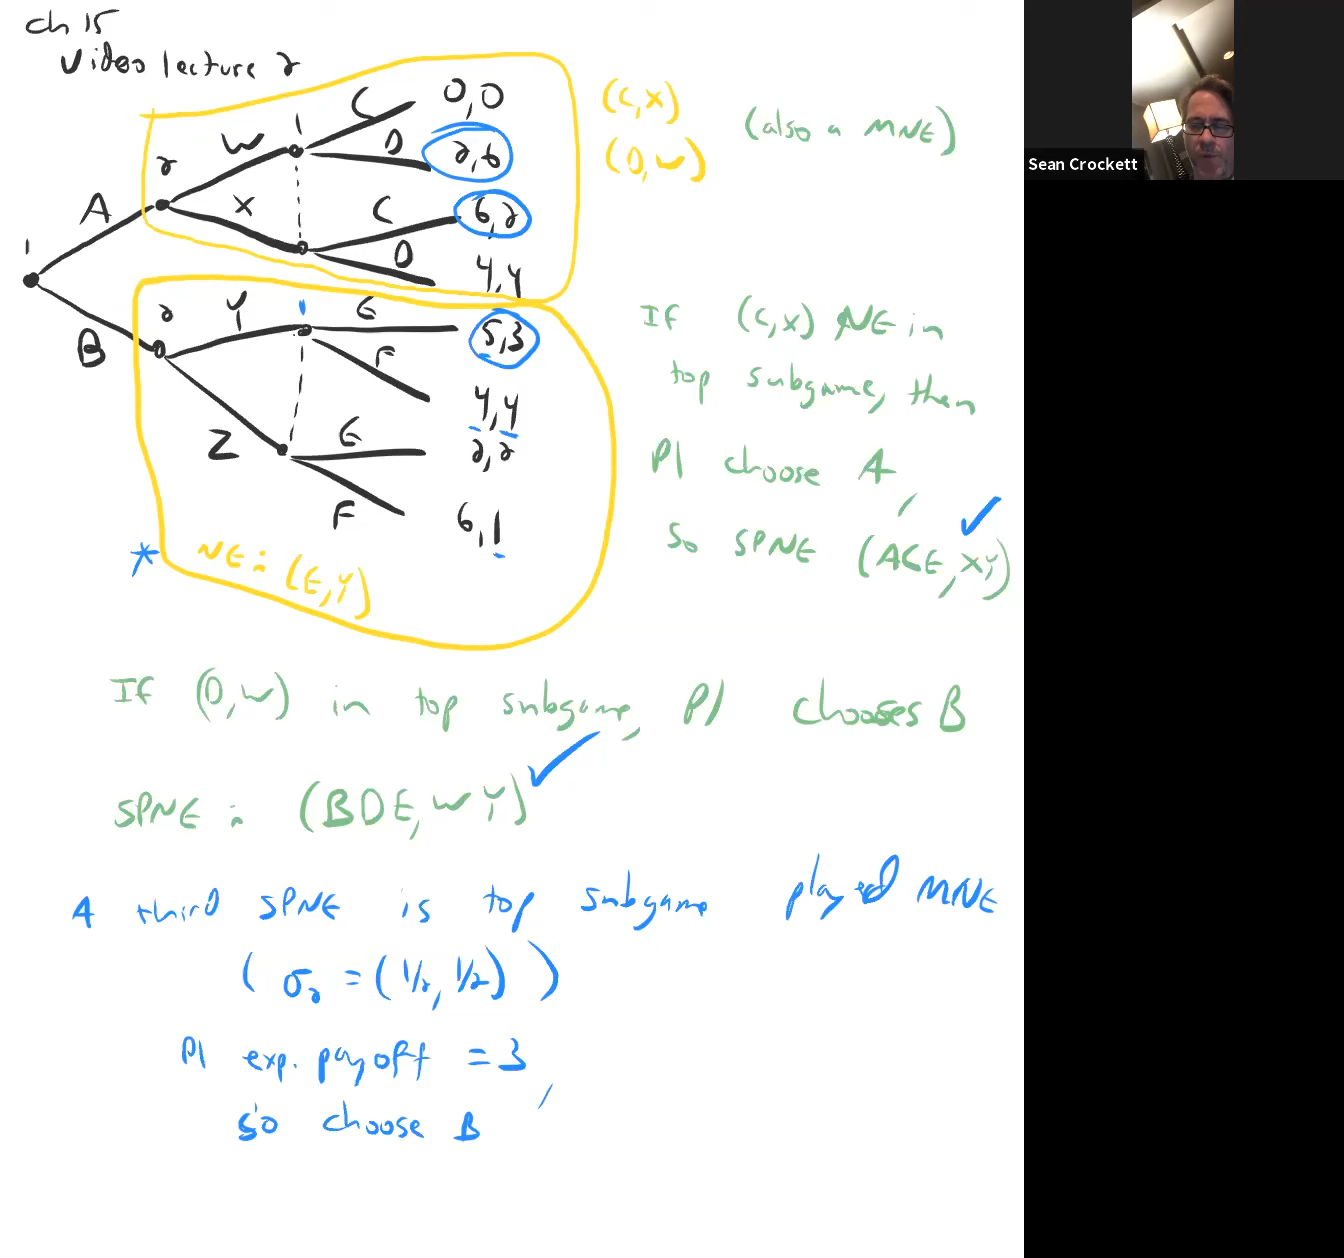 ch 15
Video lecture 2
C 0,0
W 1
D 2,6
2
A X C 6,2
D 4,4
1
(C,X)
(D,W)
(also a MNE)
2 Y 1 E 5,3
B F 4,4
Z E 2,2
F 6,1
* NE: (E,Y)
If (C,X) NE in
top subgame, then
P1 choose A,
so SPNE (ACE, XY) ✓
If (D,W) in top subgame, P1 chooses B
SPNE: (BDE, WY) ✓
A third SPNE is top subgame played MNE
( σ2 = (1/2, 1/2) )
P1 exp. payoff = 3,
so choose B
Sean Crockett